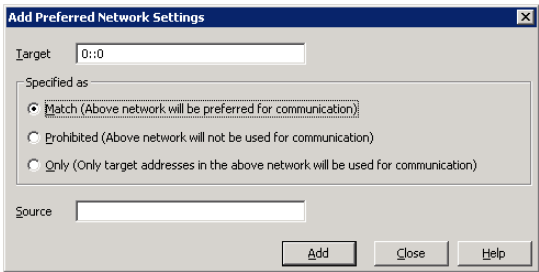 Add Preferred Network Settings
Target 0::0
Specified as
Match (Above network will be preferred for communication)
Prohibited (Above network will not be used for communication)
Only (Only target addresses in the above network will be used for communication)
Source
Add Close Help